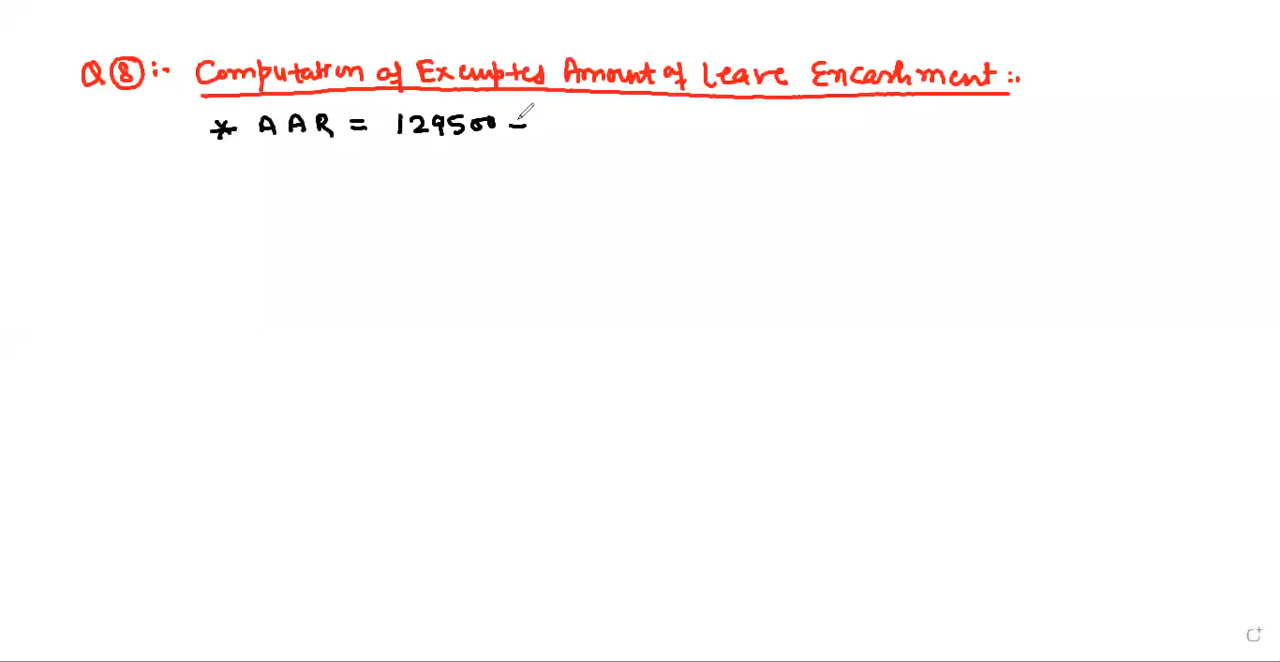 Q ⑧:- Computation of Exempted Amount of Leave Encashment:.
* AAR = 129500 -